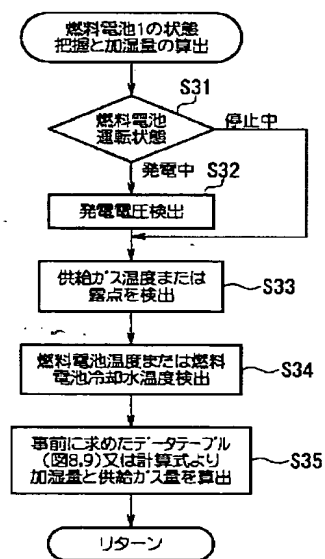 燃料電池1の状態
把握と加湿量の算出
S31
燃料電池
運転状態
停止中
発電中
S32
発電電圧検出
供給ガス温度または
露点を検出
S33
燃料電池温度または燃料
電池冷却水温度検出
S34
事前に求めたデータテーブル
(図8.9)又は計算式より
加湿量と供給ガス量を算出
S35
リターン